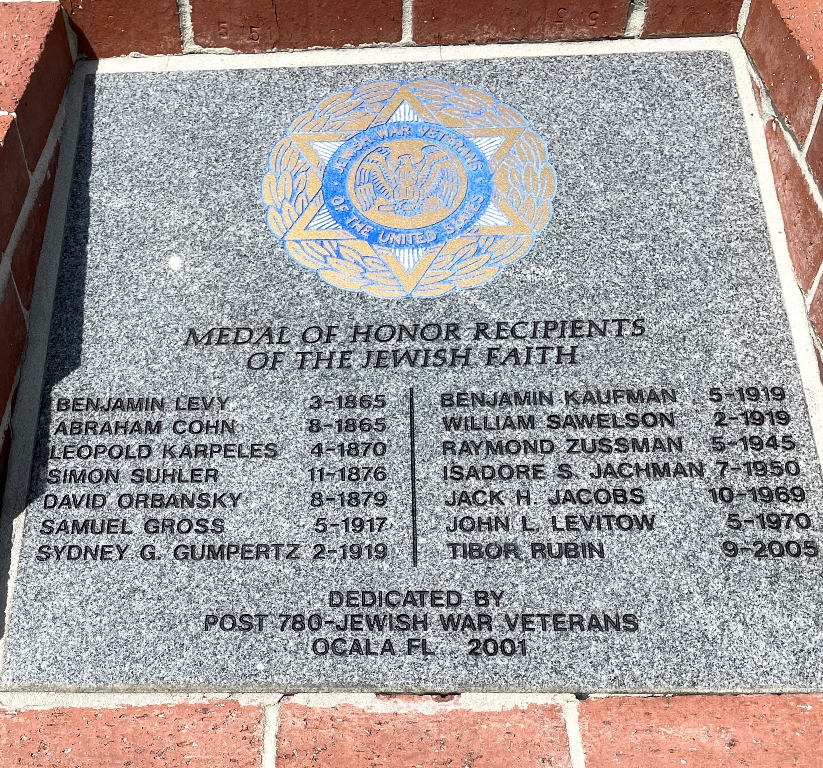 JEWISH WAR VETERANS
OF THE UNITED STATES
MEDAL OF HONOR RECIPIENTS
OF THE JEWISH FAITH
BENJAMIN LEVY 3-1865
ABRAHAM COHN 8-1865
LEOPOLD KARPELES 4-1870
SIMON SUHLER 11-1876
DAVID ORBANSKY 8-1879
SAMUEL GROSS 5-1917
SYDNEY G. GUMPERTZ 2-1919
BENJAMIN KAUFMAN 5-1919
WILLIAM SAWELSON 2-1919
RAYMOND ZUSSMAN 5-1945
ISADORE S. JACHMAN 7-1950
JACK H. JACOBS 10-1969
JOHN L. LEVITOW 5-1970
TIBOR RUBIN 9-2005
DEDICATED BY
POST 780-JEWISH WAR VETERANS
OCALA FL 2001